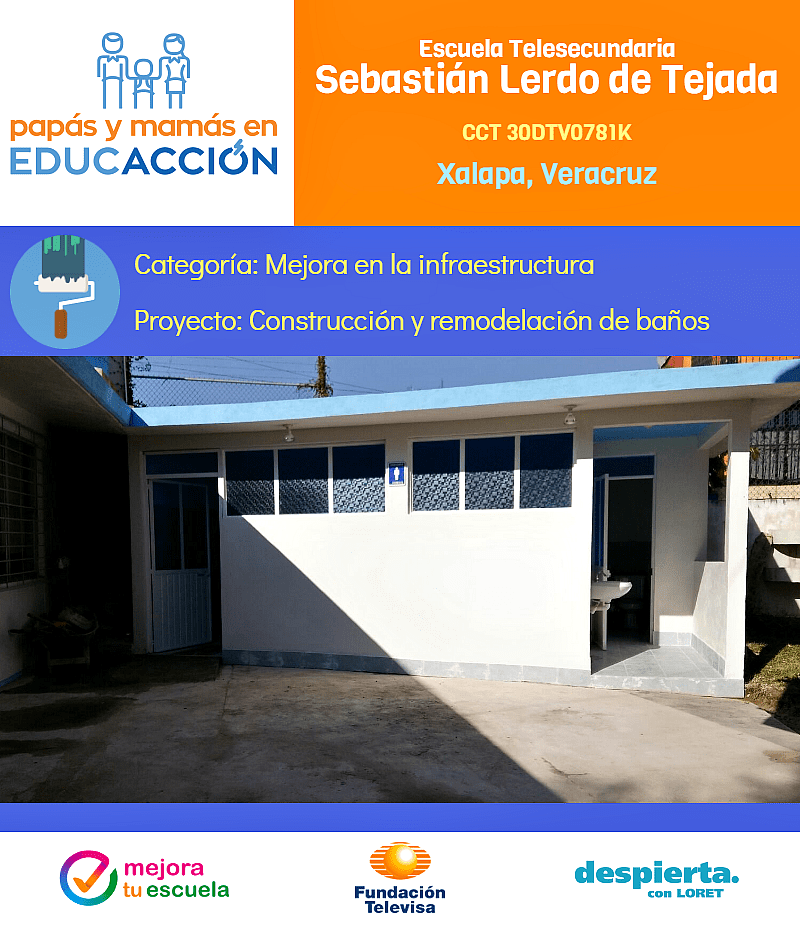 papás y mamás en
EDUCACCIÓN
Escuela Telesecundaria
Sebastián Lerdo de Tejada
CCT 30DTV0781K
Xalapa, Veracruz
Categoría: Mejora en la infraestructura
Proyecto: Construcción y remodelación de baños
mejora
tu escuela
Fundación
Televisa
despierta.
con LORET